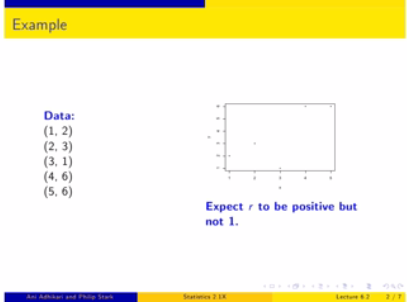 Example
Data:
(1, 2)
(2, 3)
(3, 1)
(4, 6)
(5, 6)
Expect r to be positive but
not 1.
Ani Adhikari and Philip Stark
Statistics 2.1X
Lecture 6.2
2 / 7